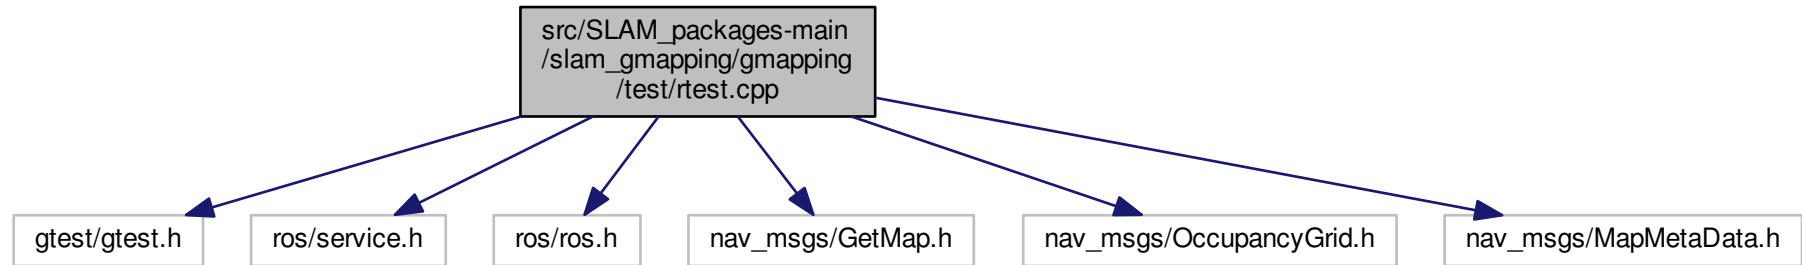 src/SLAM_packages-main
/slam_gmapping/gmapping
/test/rtest.cpp
gtest/gtest.h
ros/service.h
ros/ros.h
nav_msgs/GetMap.h
nav_msgs/OccupancyGrid.h
nav_msgs/MapMetaData.h